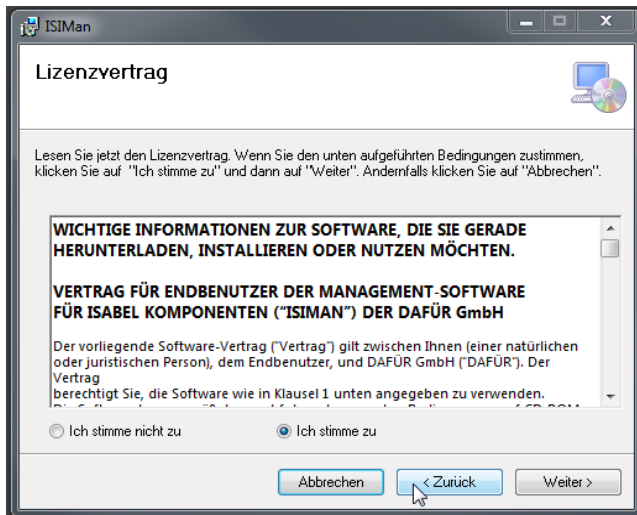 ISIMan
Lizenzvertrag
Lesen Sie jetzt den Lizenzvertrag. Wenn Sie den unten aufgeführten Bedingungen zustimmen,
klicken Sie auf "Ich stimme zu" und dann auf "Weiter". Andernfalls klicken Sie auf "Abbrechen".
WICHTIGE INFORMATIONEN ZUR SOFTWARE, DIE SIE GERADE
HERUNTERLADEN, INSTALLIEREN ODER NUTZEN MÖCHTEN.
VERTRAG FÜR ENDBENUTZER DER MANAGEMENT-SOFTWARE
FÜR ISABEL KOMPONENTEN ("ISIMAN") DER DAFÜR GmbH
Der vorliegende Software-Vertrag ("Vertrag") gilt zwischen Ihnen (einer natürlichen
oder juristischen Person), dem Endbenutzer, und DAFÜR GmbH ("DAFÜR"). Der
Vertrag
berechtigt Sie, die Software wie in Klausel 1 unten angegeben zu verwenden.
Ich stimme nicht zu
Ich stimme zu
Abbrechen
< Zurück
Weiter >